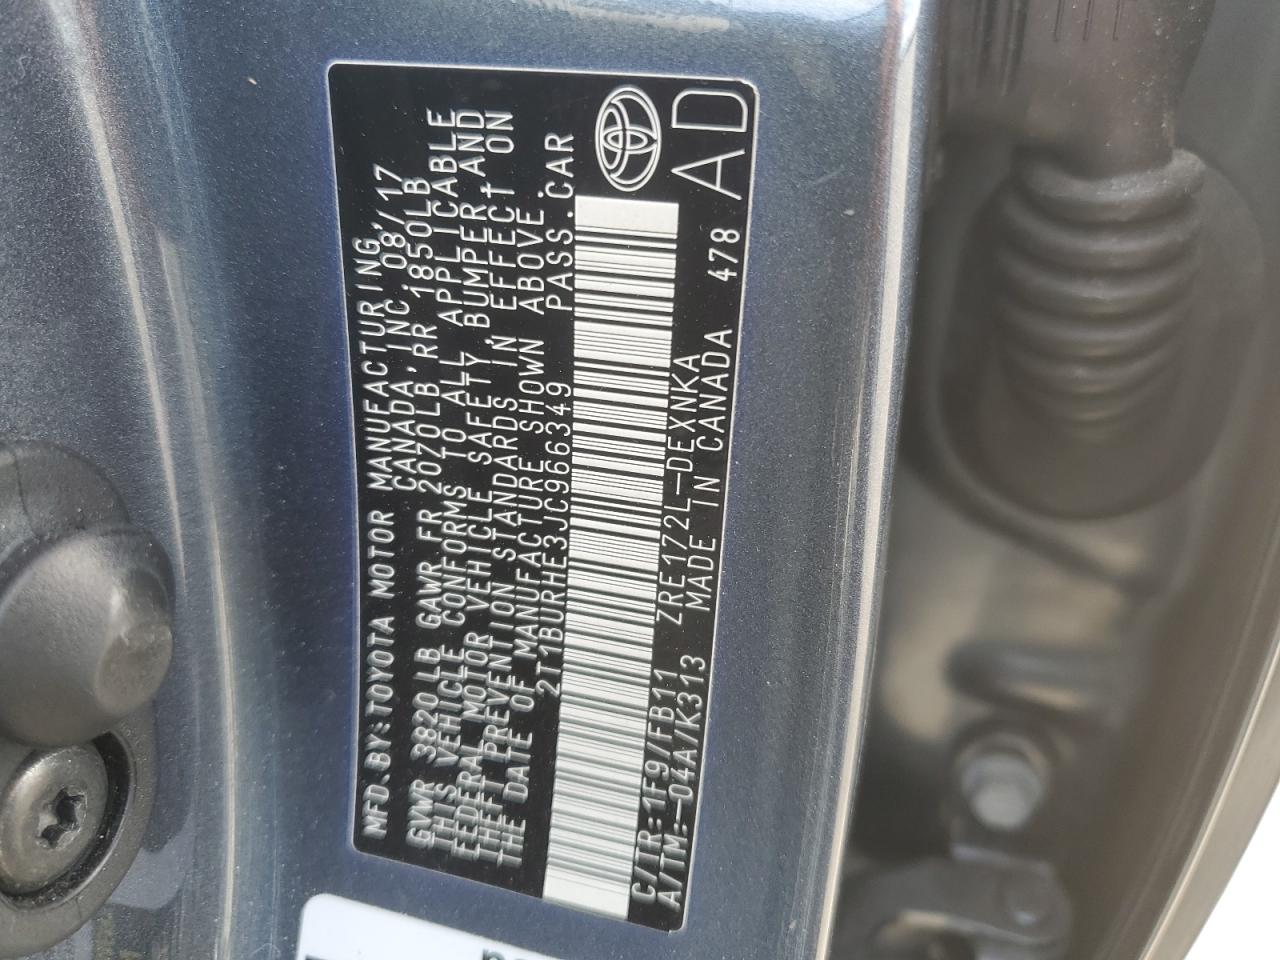 MFD.BY:TOYOTA MOTOR MANUFACTURING,
CANADA, INC. 08/17
GVWR 3820LB GAWR FR 2070LB RR 1850LB
THIS VEHICLE CONFORMS TO ALL APPLICABLE
FEDERAL MOTOR VEHICLE SAFETY, BUMPER, AND
THEFT PREVENTION STANDARDS IN EFFECT ON
THE DATE OF MANUFACTURE SHOWN ABOVE.
2T1BURHE3JC966349 PASS.CAR
C/TR:1F9/FB11 ZRE172L-DEXNKA
A/TM:-04A/K313 MADE IN CANADA 478
AD